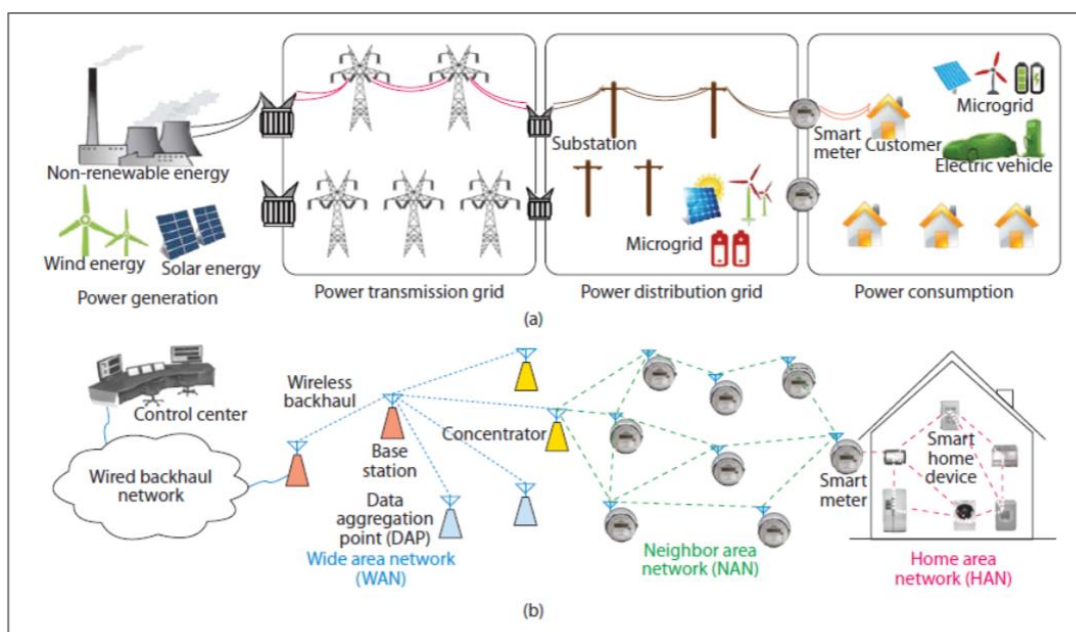 Non-renewable energy
Wind energy
Solar energy
Power generation
Power transmission grid
Substation
Microgrid
Power distribution grid
Smart
meter
Customer
Microgrid
Electric vehicle
Power consumption
(a)
Control center
Wired backhaul
network
Wireless
backhaul
Base
station
Concentrator
Data
aggregation
point (DAP)
Wide area network
(WAN)
Neighbor area
network (NAN)
Smart
meter
Smart
home
device
Home area
network (HAN)
(b)